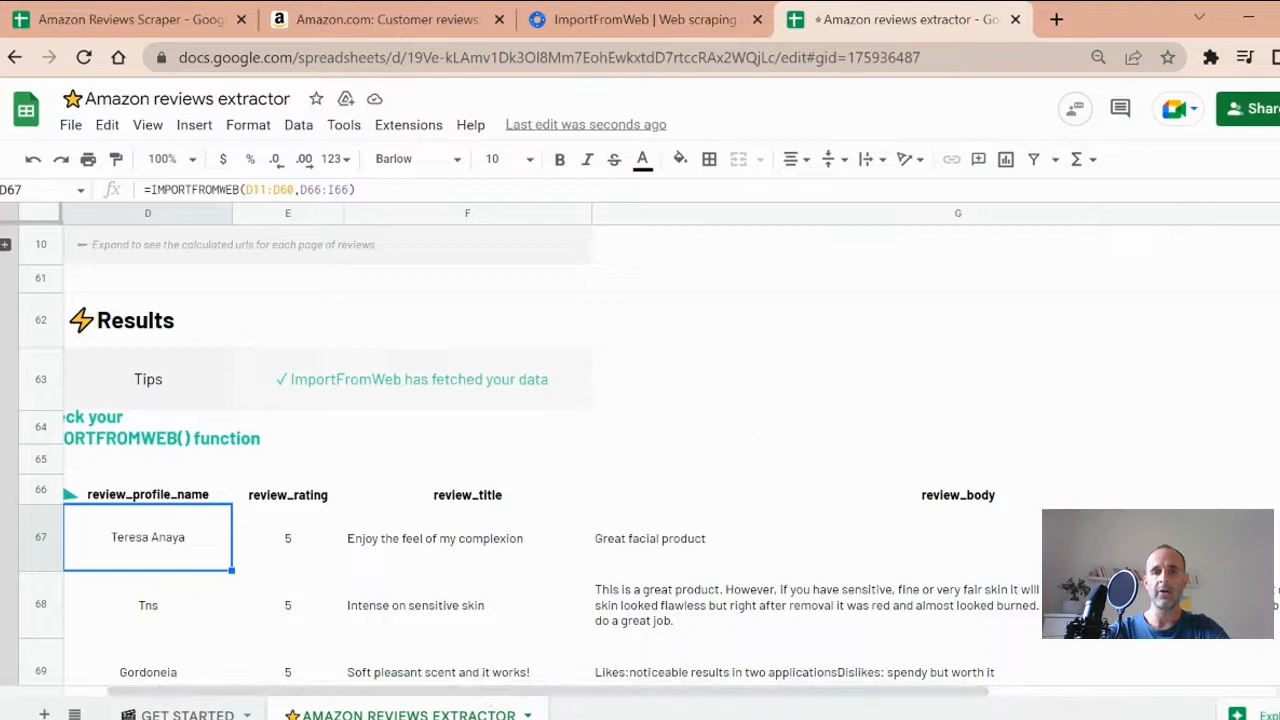 Amazon Reviews Scraper - Goog
Amazon.com: Customer reviews:
ImportFromWeb | Web scraping
⭐Amazon reviews extractor - Go
docs.google.com/spreadsheets/d/19Ve-kLAmv1Dk3Ol8Mm7EohEwkxtdD7rtccRAx2WQjLc/edit#gid=175936487
⭐Amazon reviews extractor
File Edit View Insert Format Data Tools Extensions Help Last edit was seconds ago
Shar
100% $ % .0 .00 123 Barlow 10 B I S A Σ
D67 fx =IMPORTFROMWEB(D11:D60,D66:I66)
D E F G
10 Expand to see the calculated urls for each page of reviews
61
62 ⚡Results
63 Tips ✓ ImportFromWeb has fetched your data
eck your
64
ORTFROMWEB() function
65
66 review_profile_name review_rating review_title review_body
67 Teresa Anaya 5 Enjoy the feel of my complexion Great facial product
This is a great product. However, if you have sensitive, fine or very fair skin it will
68 Tns 5 Intense on sensitive skin skin looked flawless but right after removal it was red and almost looked burned.
do a great job.
69 Gordoneia 5 Soft pleasant scent and it works! Likes:noticeable results in two applicationsDislikes: spendy but worth it
GET STARTED ⭐AMAZON REVIEWS EXTRACTOR Expl